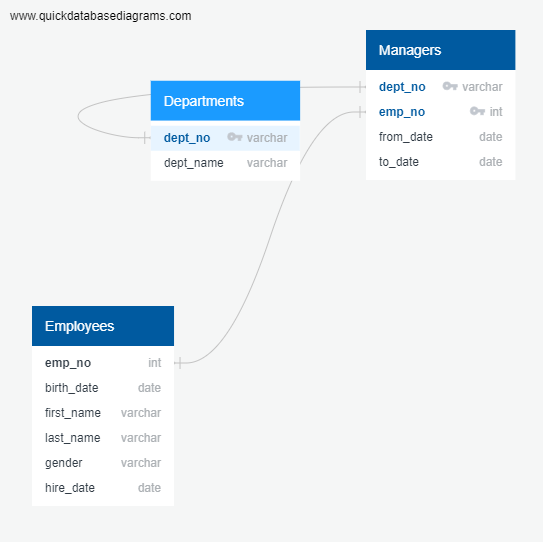 www.quickdatabasediagrams.com
Managers
dept_no varchar
emp_no int
from_date date
to_date date
Departments
dept_no varchar
dept_name varchar
Employees
emp_no int
birth_date date
first_name varchar
last_name varchar
gender varchar
hire_date date